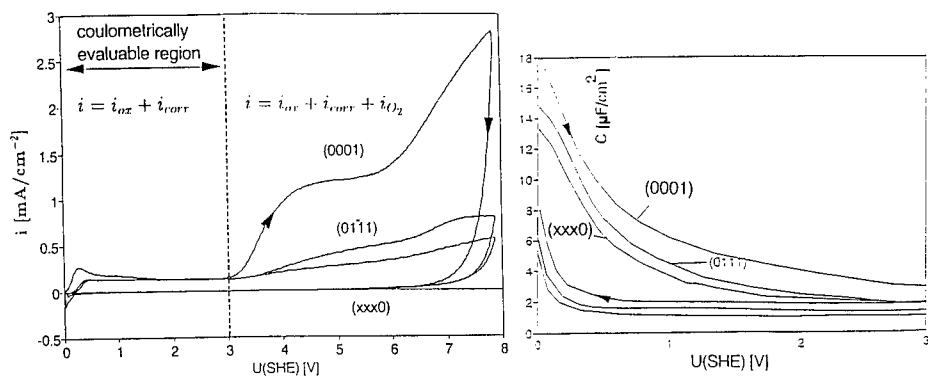 coulometrically
evaluable region
i = i_ox + i_corr
i = i_ox + i_corr + i_O2
(0001)
(01̄11)
(xxx0)
i [mA/cm⁻²]
3
2.5
2
1.5
1
0.5
0
-0.5
0 1 2 3 4 5 6 7 8
U(SHE) [V]
C [µF/cm²]
18
16
14
12
10
8
6
4
2
0
(0001)
(xxx0)
(01̄11)
0 1 2 3
U(SHE) [V]